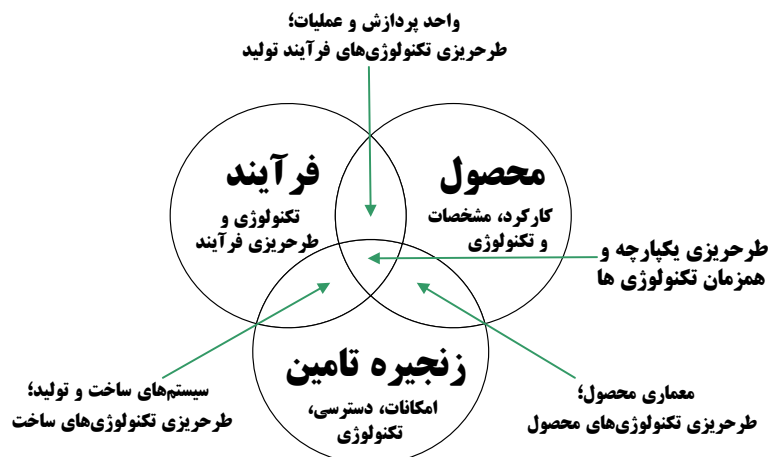 واحد پردازش و عملیات؛
طرحریزی تکنولوژی‌های فرآیند تولید
فرآیند
تکنولوژی و
طرحریزی فرآیند
محصول
کارکرد، مشخصات
و تکنولوژی
طرحریزی یکپارچه و
همزمان تکنولوژی ها
زنجیره تامین
امکانات، دسترسی،
تکنولوژی
سیستم‌های ساخت و تولید؛
طرحریزی تکنولوژی‌های ساخت
معماری محصول؛
طرحریزی تکنولوژی‌های محصول